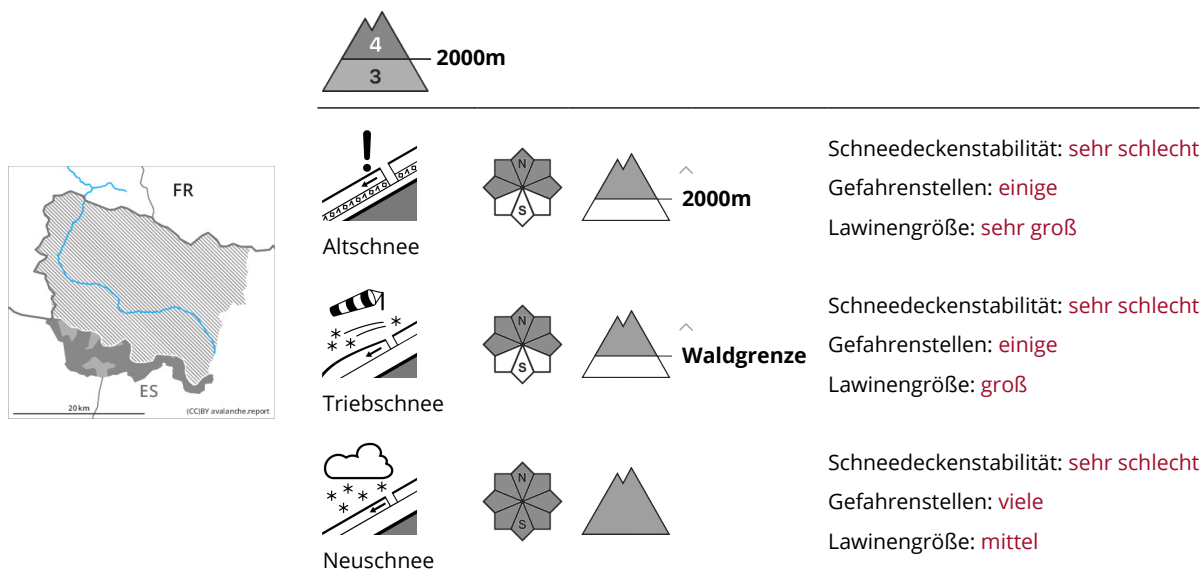 4
2000m
3
FR
ES
20 km
(CC)BY avalanche.report
N
S
2000m
Altschnee
Schneedeckenstabilität: sehr schlecht
Gefahrenstellen: einige
Lawinengröße: sehr groß
N
S
Waldgrenze
Triebschnee
Schneedeckenstabilität: sehr schlecht
Gefahrenstellen: einige
Lawinengröße: groß
N
S
Neuschnee
Schneedeckenstabilität: sehr schlecht
Gefahrenstellen: viele
Lawinengröße: mittel